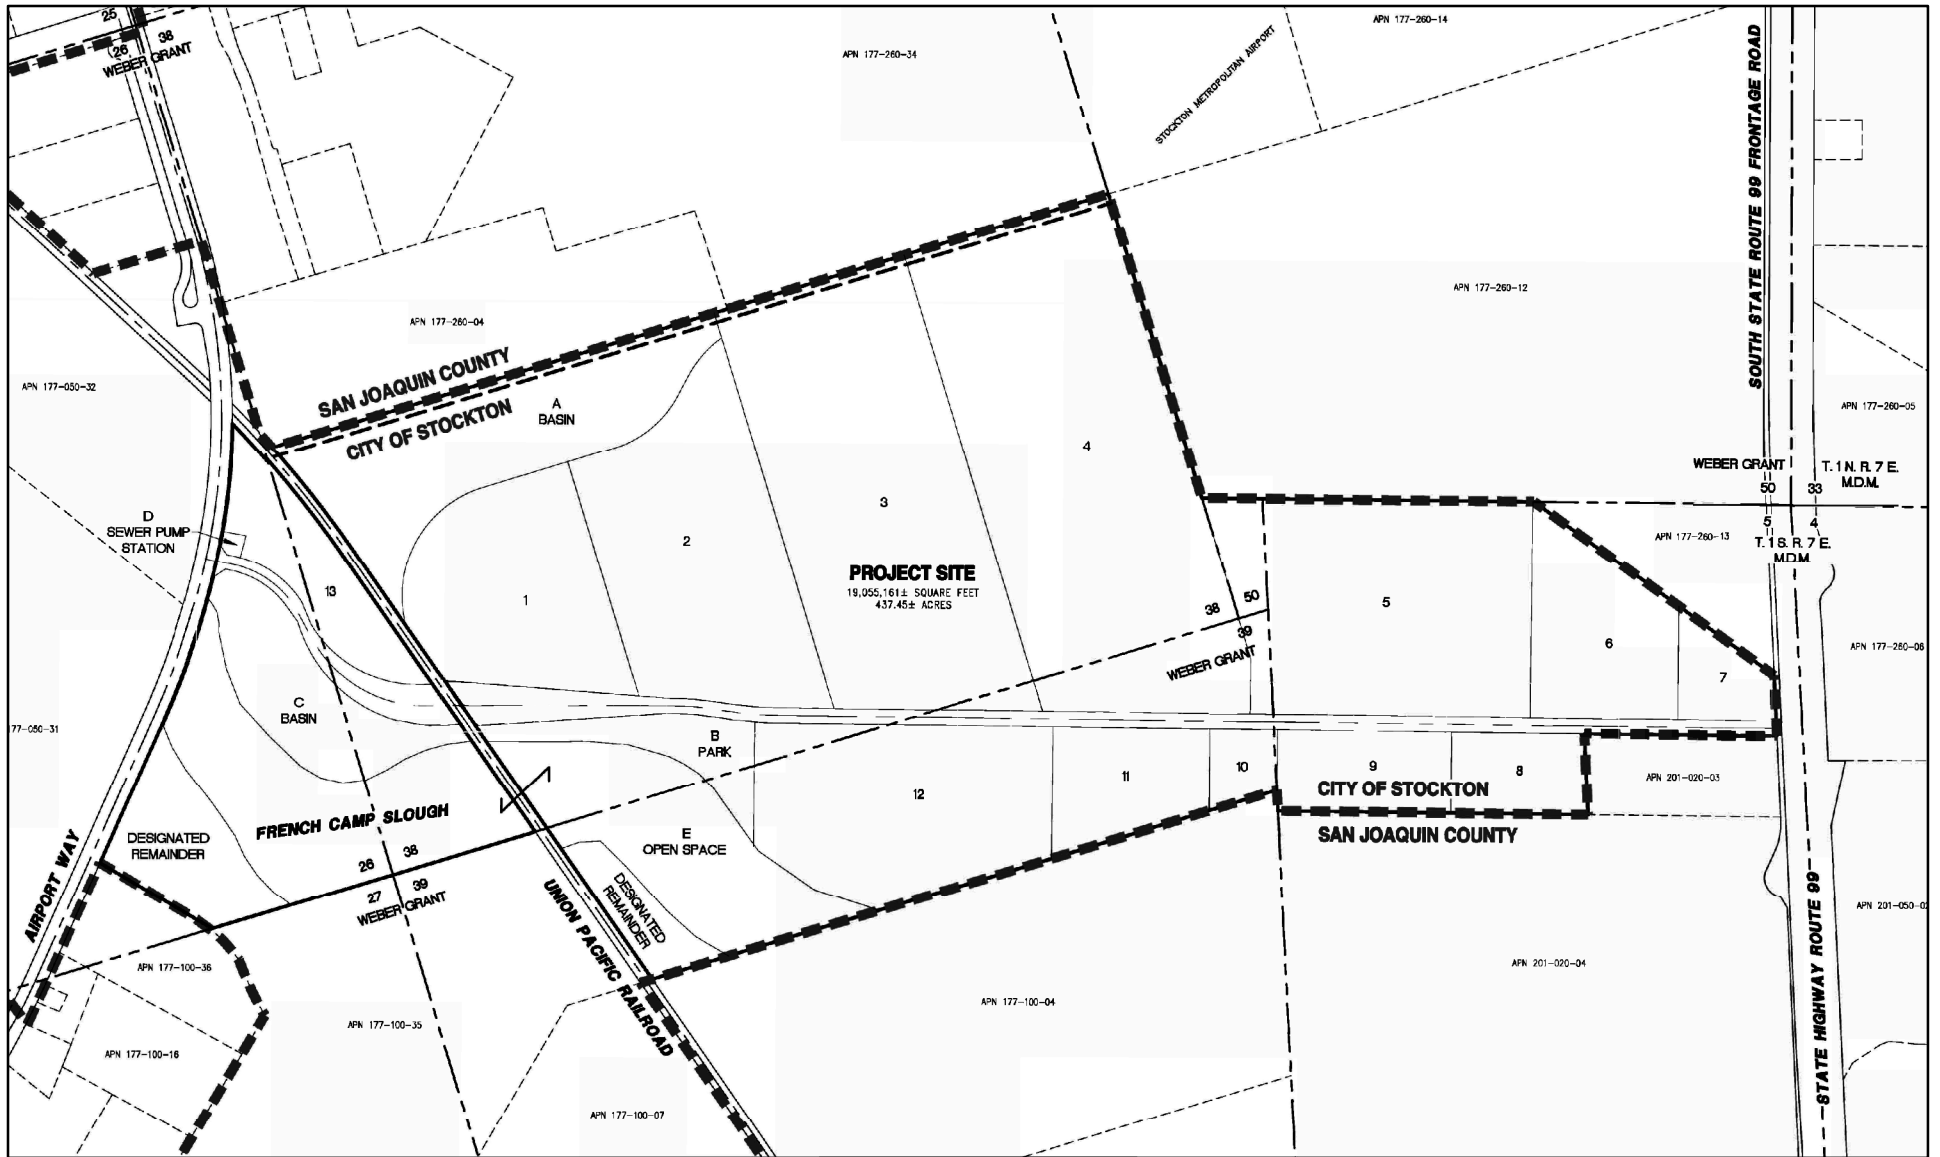 25
38
26
WEBER GRANT
APN 177-260-34
APN 177-260-14
STOCKTON METROPOLITAN AIRPORT
SOUTH STATE ROUTE 99 FRONTAGE ROAD
APN 177-260-12
APN 177-260-04
APN 177-050-32
SAN JOAQUIN COUNTY
CITY OF STOCKTON
A
BASIN
APN 177-260-05
4
WEBER GRANT
T. 1 N. R. 7 E.
M.D.M.
50
33
5
4
T. 1 S. R. 7 E.
M.D.M.
APN 177-260-13
3
D
SEWER PUMP
STATION
2
PROJECT SITE
19,055,161± SQUARE FEET
437.45± ACRES
13
1
38
50
39
WEBER GRANT
5
6
7
APN 177-260-06
C
BASIN
77-050-31
B
PARK
12
11
10
9
8
APN 201-020-03
CITY OF STOCKTON
SAN JOAQUIN COUNTY
FRENCH CAMP SLOUGH
DESIGNATED
REMAINDER
E
OPEN SPACE
26
38
27
39
WEBER GRANT
AIRPORT WAY
UNION PACIFIC RAILROAD
DESIGNATED
REMAINDER
STATE HIGHWAY ROUTE 99
APN 201-050-0
APN 177-100-36
APN 201-020-04
APN 177-100-04
APN 177-100-35
APN 177-100-16
APN 177-100-07